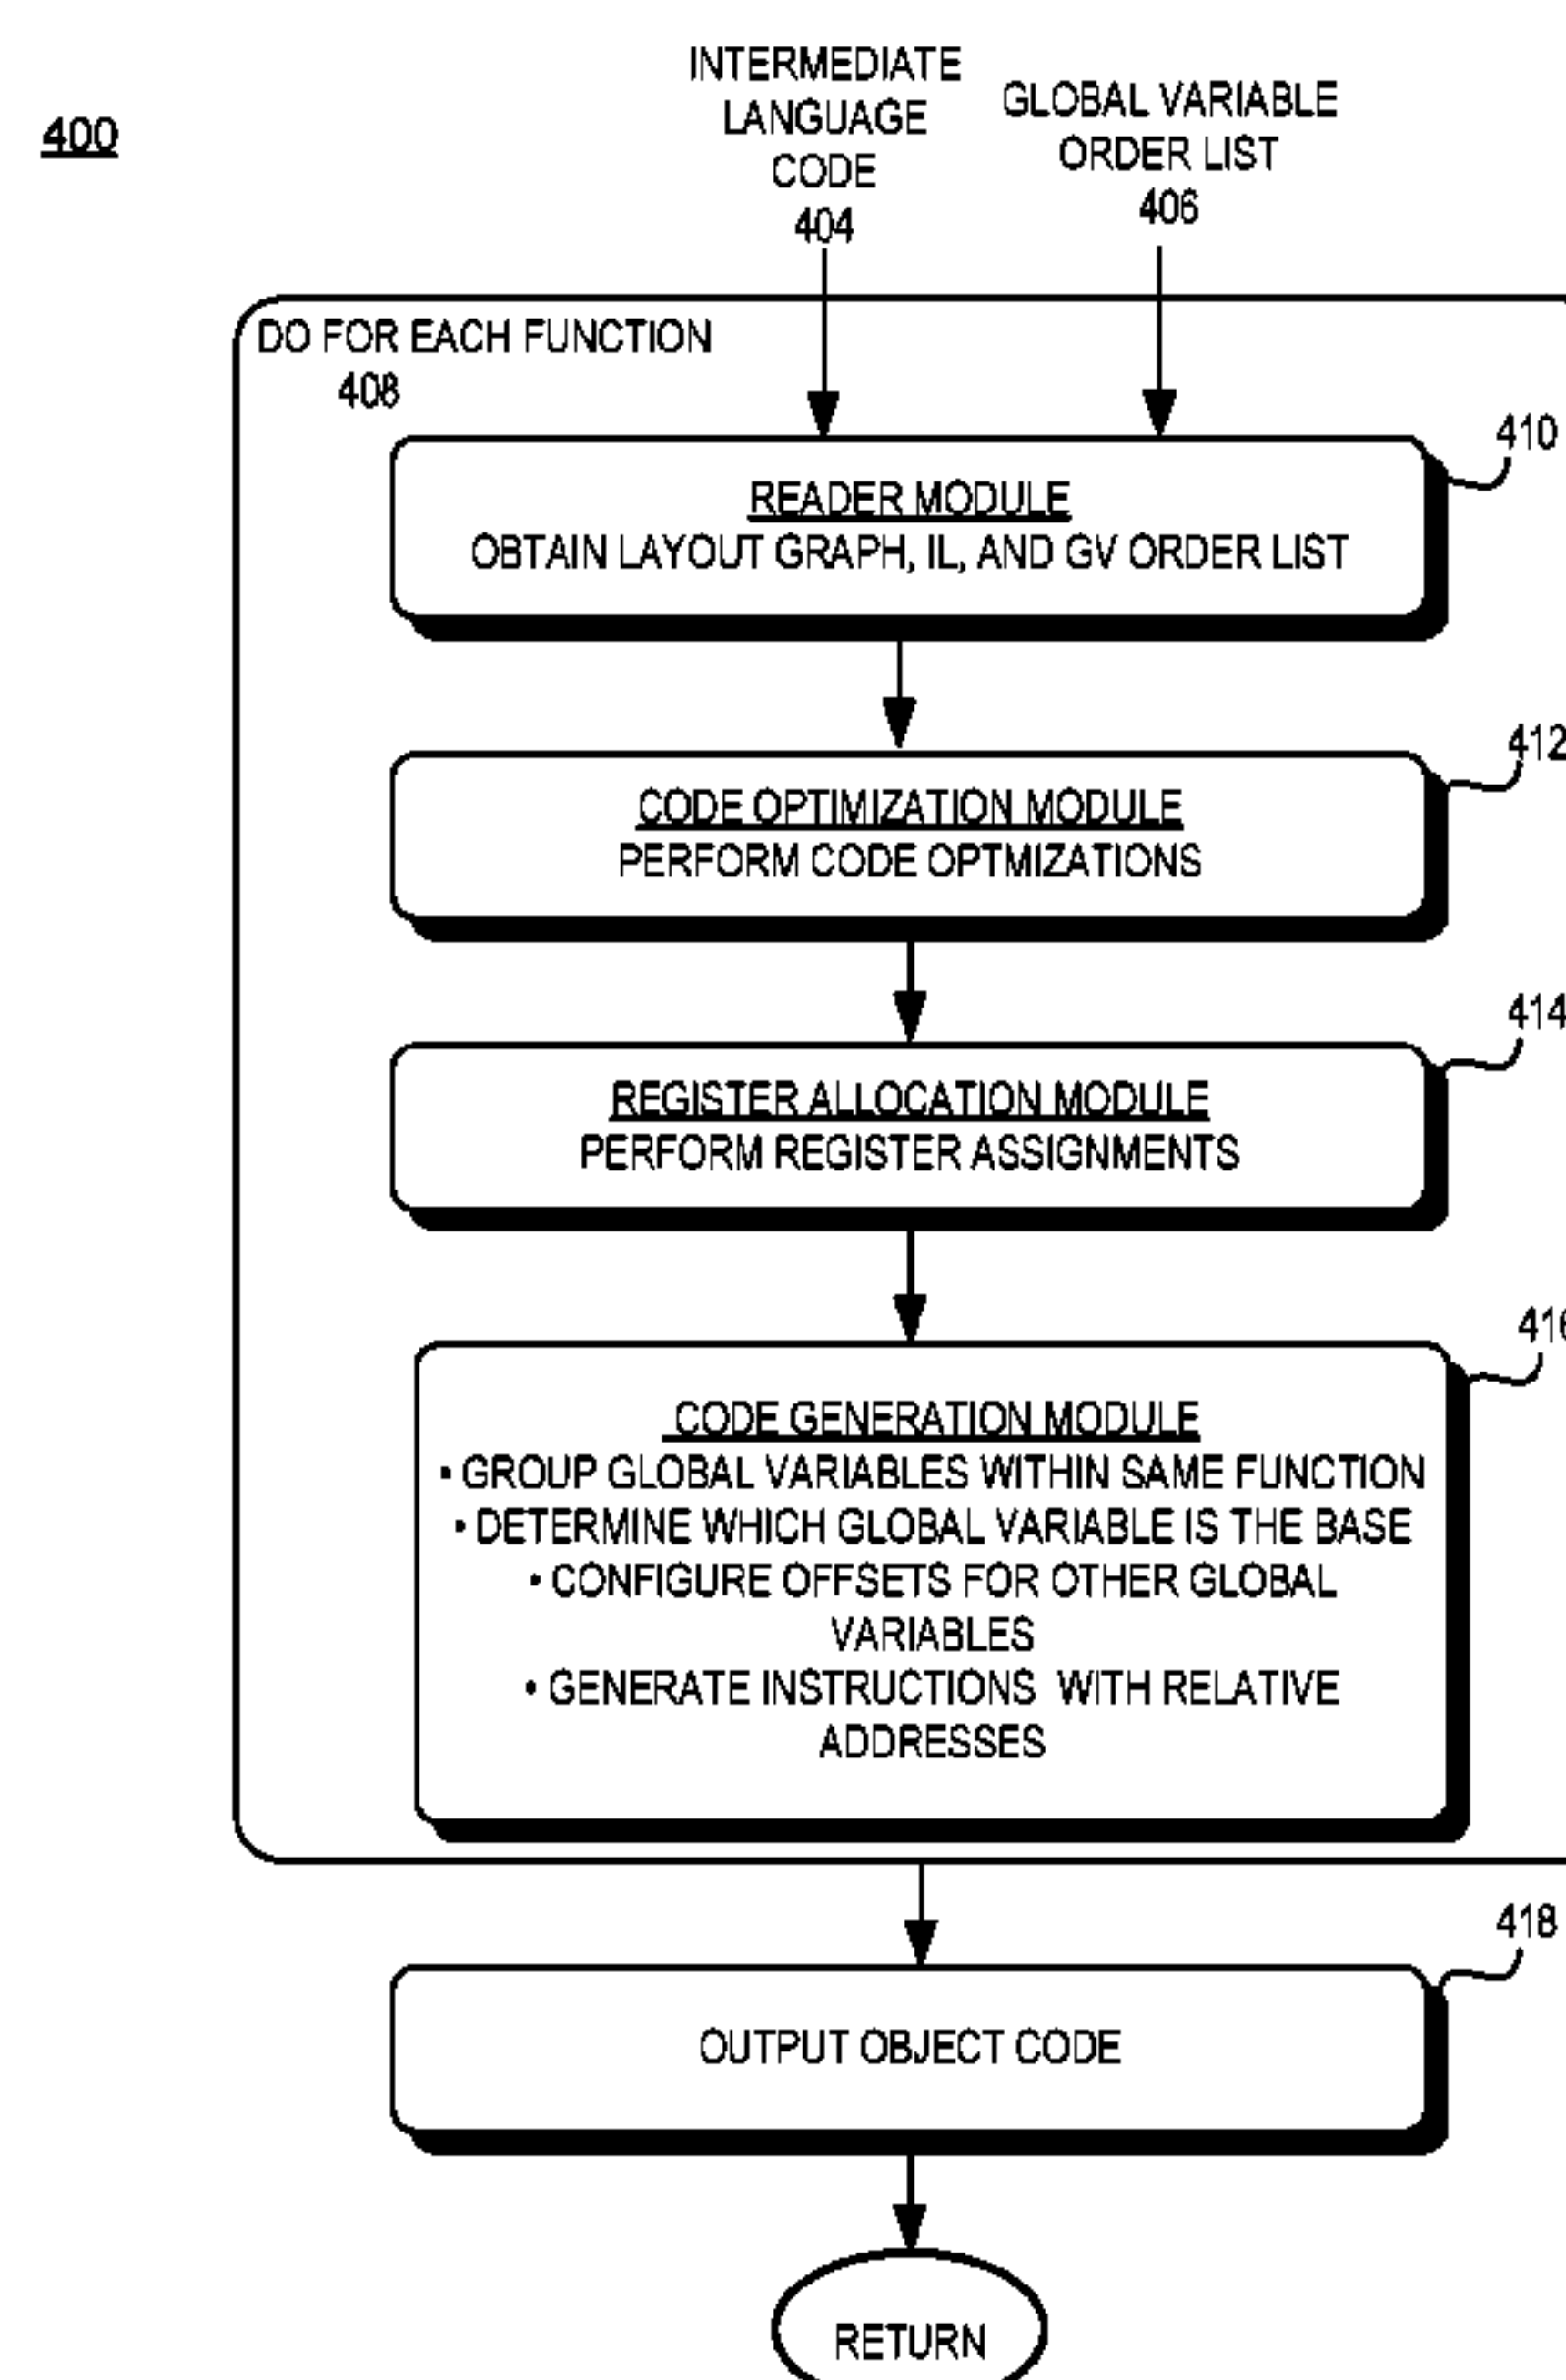 400
INTERMEDIATE
LANGUAGE
CODE
404
GLOBAL VARIABLE
ORDER LIST
406
DO FOR EACH FUNCTION
408
410
READER MODULE
OBTAIN LAYOUT GRAPH, IL, AND GV ORDER LIST
412
CODE OPTIMIZATION MODULE
PERFORM CODE OPTMIZATIONS
414
REGISTER ALLOCATION MODULE
PERFORM REGISTER ASSIGNMENTS
416
CODE GENERATION MODULE
• GROUP GLOBAL VARIABLES WITHIN SAME FUNCTION
• DETERMINE WHICH GLOBAL VARIABLE IS THE BASE
• CONFIGURE OFFSETS FOR OTHER GLOBAL
VARIABLES
• GENERATE INSTRUCTIONS WITH RELATIVE
ADDRESSES
418
OUTPUT OBJECT CODE
RETURN